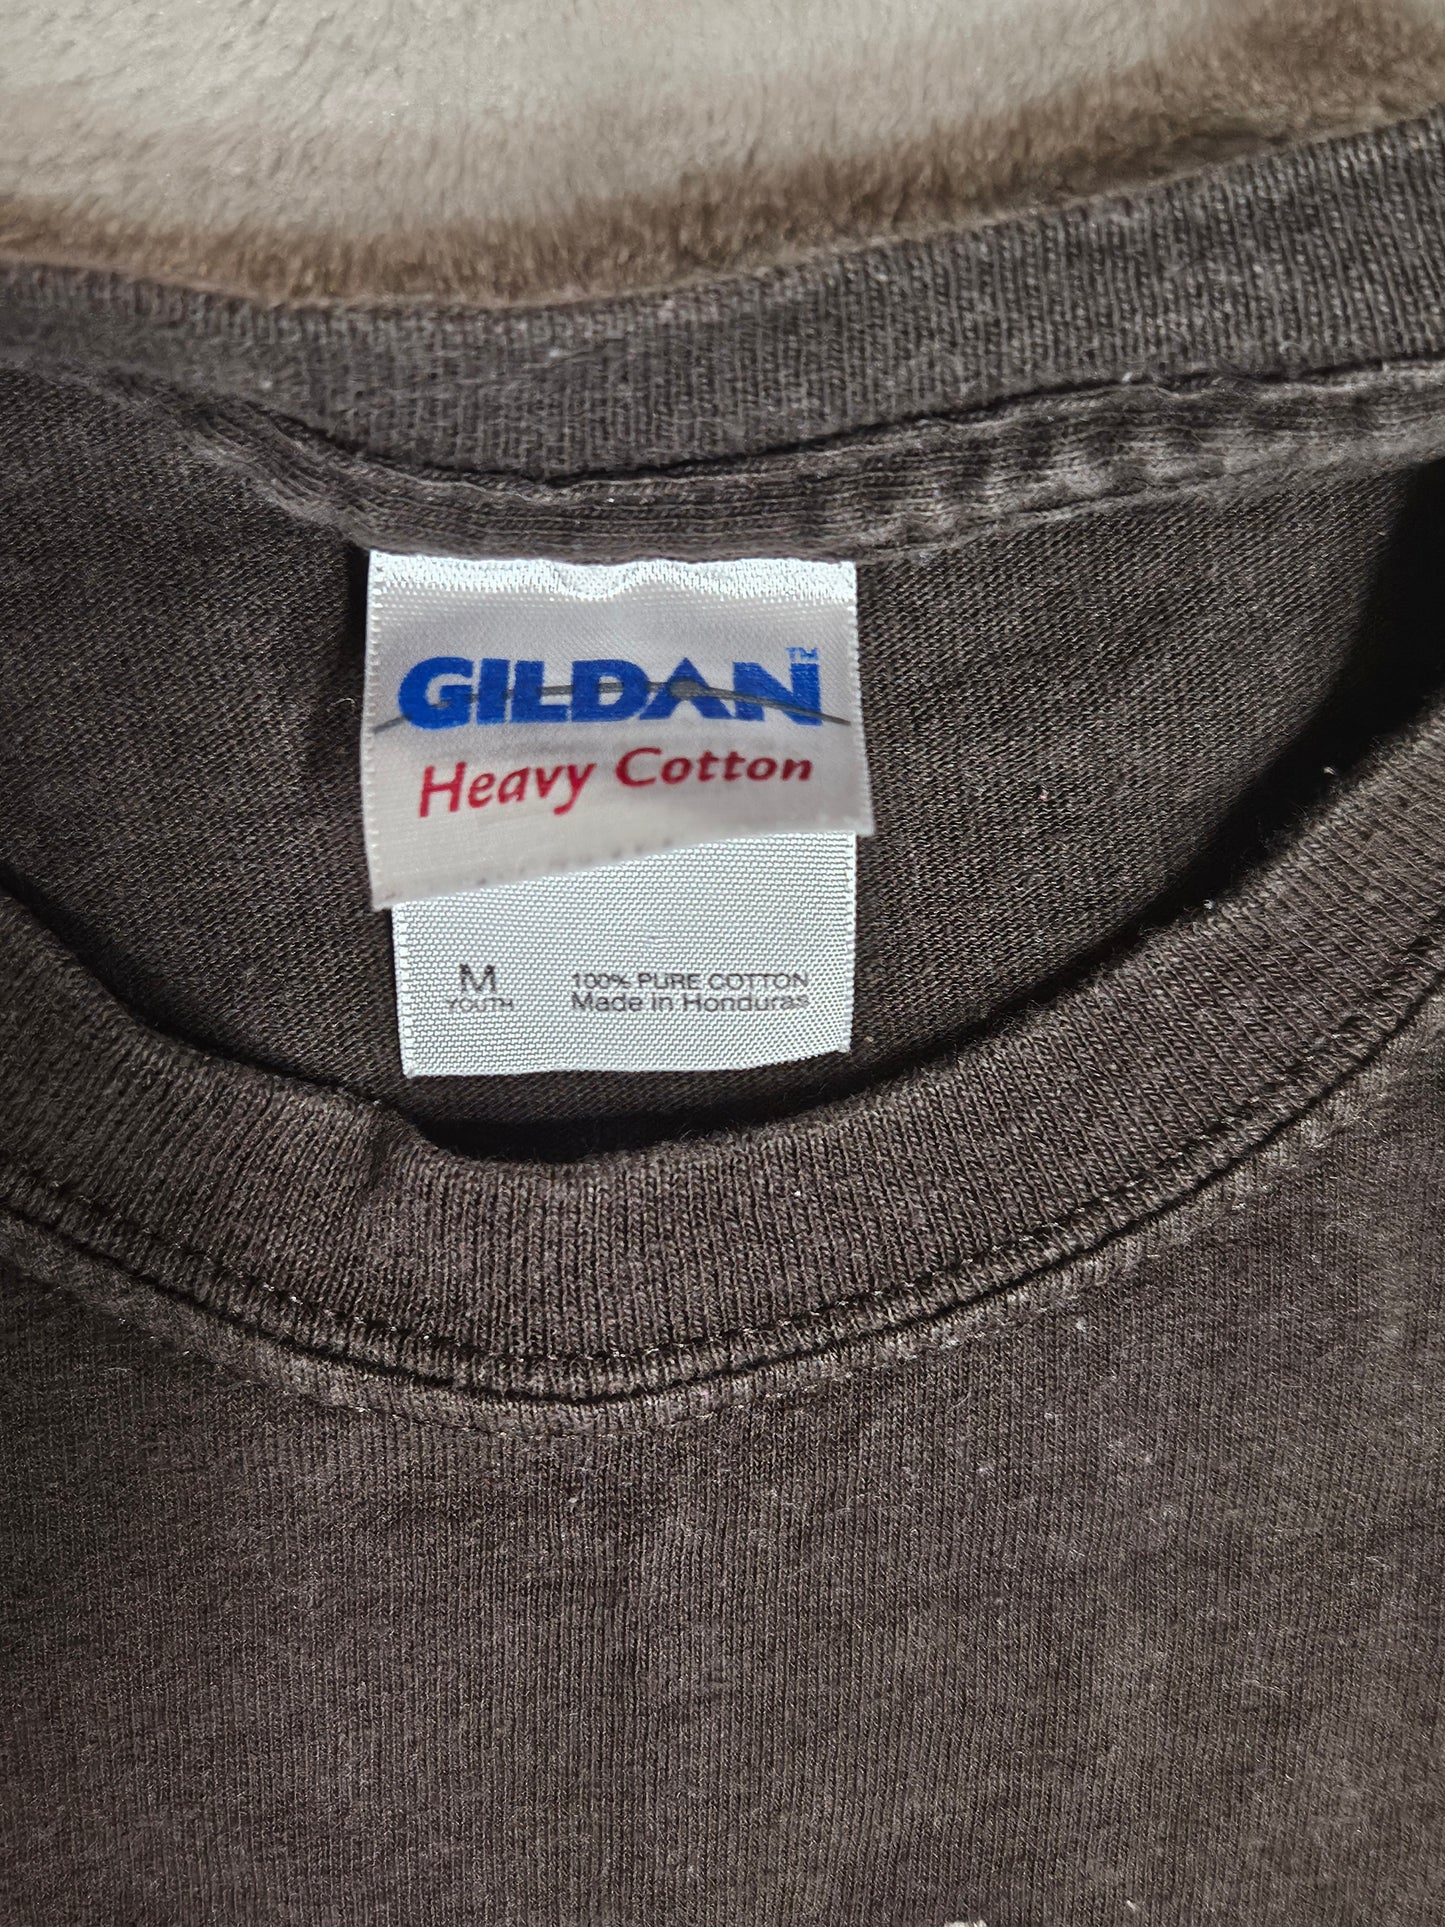 GILDAN™
Heavy Cotton
M
YOUTH
100% PURE COTTON
Made in Honduras